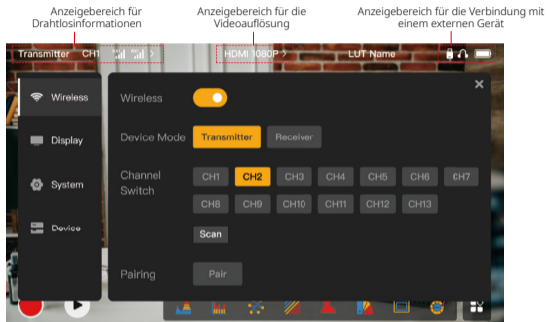 Anzeigebereich für
Drahtlosinformationen
Anzeigebereich für die
Videoauflösung
Anzeigebereich für die Verbindung mit
einem externen Gerät
Transmitter CH1 HDMI 1080P > LUT Name
Wireless
Display
System
Device
Wireless
Device Mode Transmitter Receiver
Channel
Switch
CH1 CH2 CH3 CH4 CH5 CH6 CH7
CH8 CH9 CH10 CH11 CH12 CH13
Scan
Pairing Pair